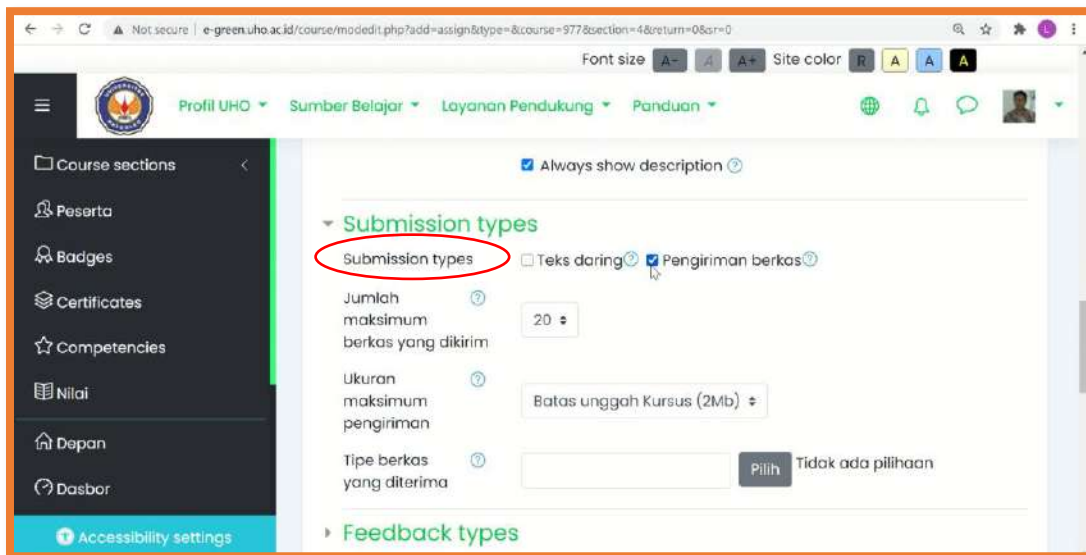 Not secure | e-green.uho.ac.id/course/modedit.php?add=assign&type=&course=977&section=4&return=0&sr=0
Font size A- A A+ Site color R A A A
Profil UHO Sumber Belajar Layanan Pendukung Panduan
Course sections
Peserta
Badges
Certificates
Competencies
Nilai
Depan
Dasbor
Accessibility settings
Always show description
Submission types
Submission types Teks daring Pengiriman berkas
Jumlah
maksimum
berkas yang dikirim
20
Ukuran
maksimum
pengiriman
Batas unggah Kursus (2Mb)
Tipe berkas
yang diterima
Pilih Tidak ada pilihaan
Feedback types